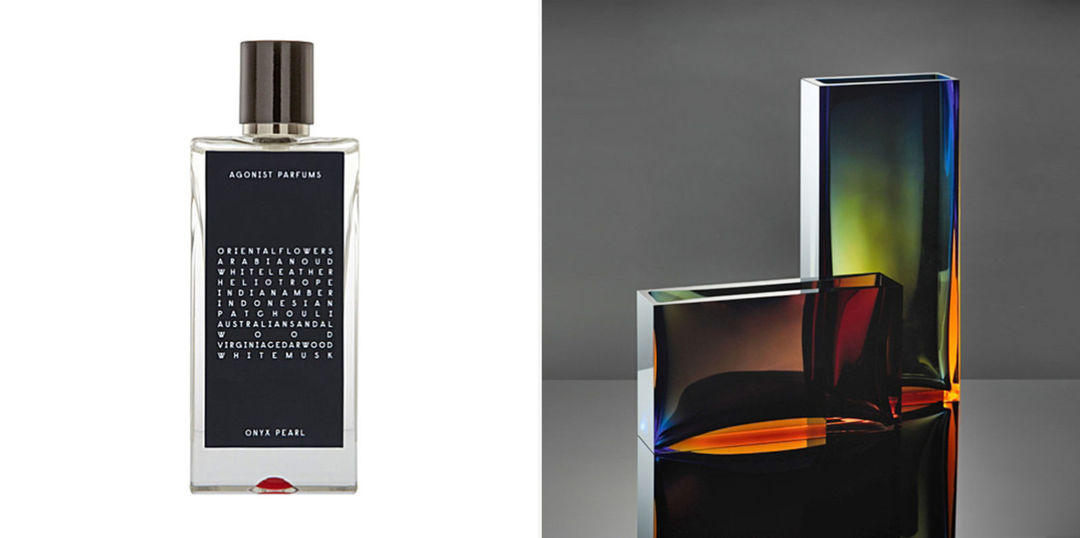 AGONIST PARFUMS
ORIENTALFLOWERS
ARABIANOUD
WHITELEATHER
HELIOTROPE
INDIANAMBER
INDONESIAN
PATCHOULI
AUSTRALIANSANDAL
WOOD
VIRGINIACEDARWOOD
WHITEMUSK
ONYX PEARL